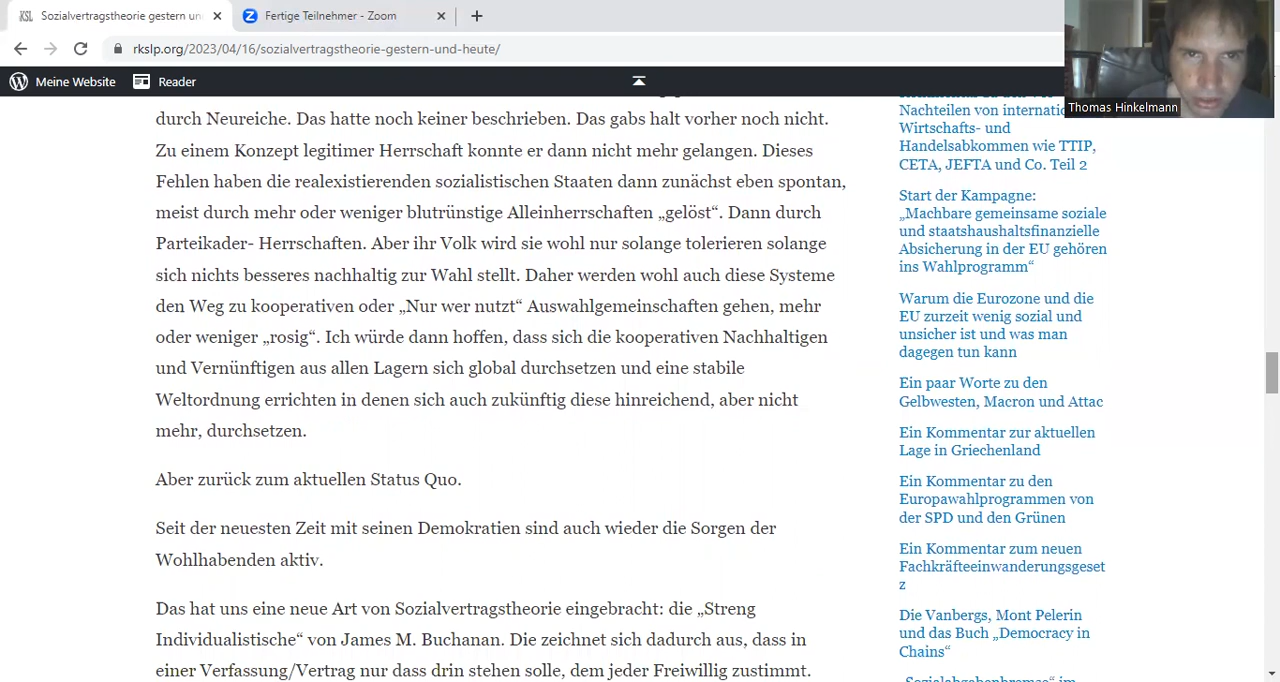 Sozialvertragstheorie gestern un
Fertige Teilnehmer - Zoom
rkslp.org/2023/04/16/sozialvertragstheorie-gestern-und-heute/
Meine Website
Reader
Thomas Hinkelmann
durch Neureiche. Das hatte noch keiner beschrieben. Das gabs halt vorher noch nicht.
Zu einem Konzept legitimer Herrschaft konnte er dann nicht mehr gelangen. Dieses
Fehlen haben die realexistierenden sozialistischen Staaten dann zunächst eben spontan,
meist durch mehr oder weniger blutrünstige Alleinherrschaften „gelöst“. Dann durch
Parteikader- Herrschaften. Aber ihr Volk wird sie wohl nur solange tolerieren solange
sich nichts besseres nachhaltig zur Wahl stellt. Daher werden wohl auch diese Systeme
den Weg zu kooperativen oder „Nur wer nutzt“ Auswahlgemeinschaften gehen, mehr
oder weniger „rosig“. Ich würde dann hoffen, dass sich die kooperativen Nachhaltigen
und Vernünftigen aus allen Lagern sich global durchsetzen und eine stabile
Weltordnung errichten in denen sich auch zukünftig diese hinreichend, aber nicht
mehr, durchsetzen.
Aber zurück zum aktuellen Status Quo.
Seit der neuesten Zeit mit seinen Demokratien sind auch wieder die Sorgen der
Wohlhabenden aktiv.
Das hat uns eine neue Art von Sozialvertragstheorie eingebracht: die „Streng
Individualistische“ von James M. Buchanan. Die zeichnet sich dadurch aus, dass in
einer Verfassung/Vertrag nur dass drin stehen solle, dem jeder Freiwillig zustimmt.
Nachteilen von internatio
Wirtschafts- und
Handelsabkommen wie TTIP,
CETA, JEFTA und Co. Teil 2
Start der Kampagne:
„Machbare gemeinsame soziale
und staatshaushaltsfinanzielle
Absicherung in der EU gehören
ins Wahlprogramm“
Warum die Eurozone und die
EU zurzeit wenig sozial und
unsicher ist und was man
dagegen tun kann
Ein paar Worte zu den
Gelbwesten, Macron und Attac
Ein Kommentar zur aktuellen
Lage in Griechenland
Ein Kommentar zu den
Europawahlprogrammen von
der SPD und den Grünen
Ein Kommentar zum neuen
Fachkräfteeinwanderungsgeset
z
Die Vanbergs, Mont Pelerin
und das Buch „Democracy in
Chains“
„Sozialabgabenbremse“ im